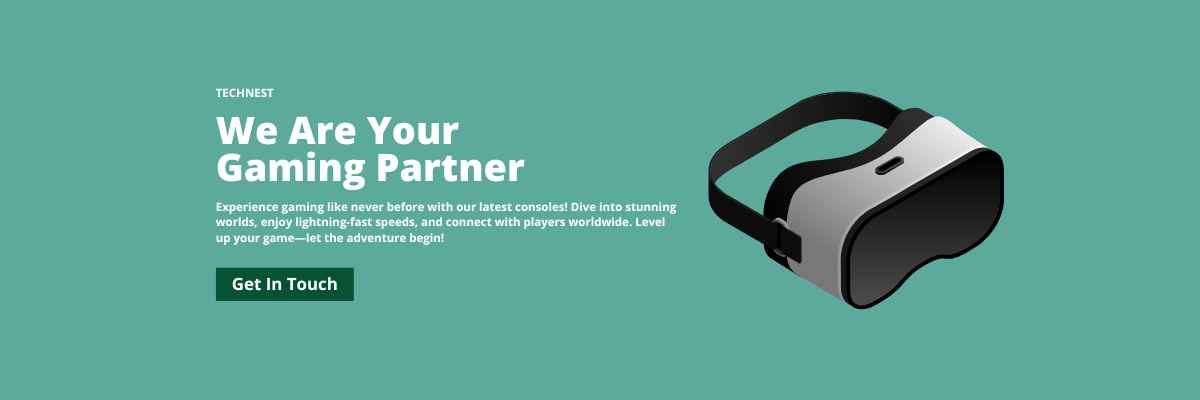 TECHNEST
We Are Your
Gaming Partner
Experience gaming like never before with our latest consoles! Dive into stunning
worlds, enjoy lightning-fast speeds, and connect with players worldwide. Level
up your game—let the adventure begin!
Get In Touch